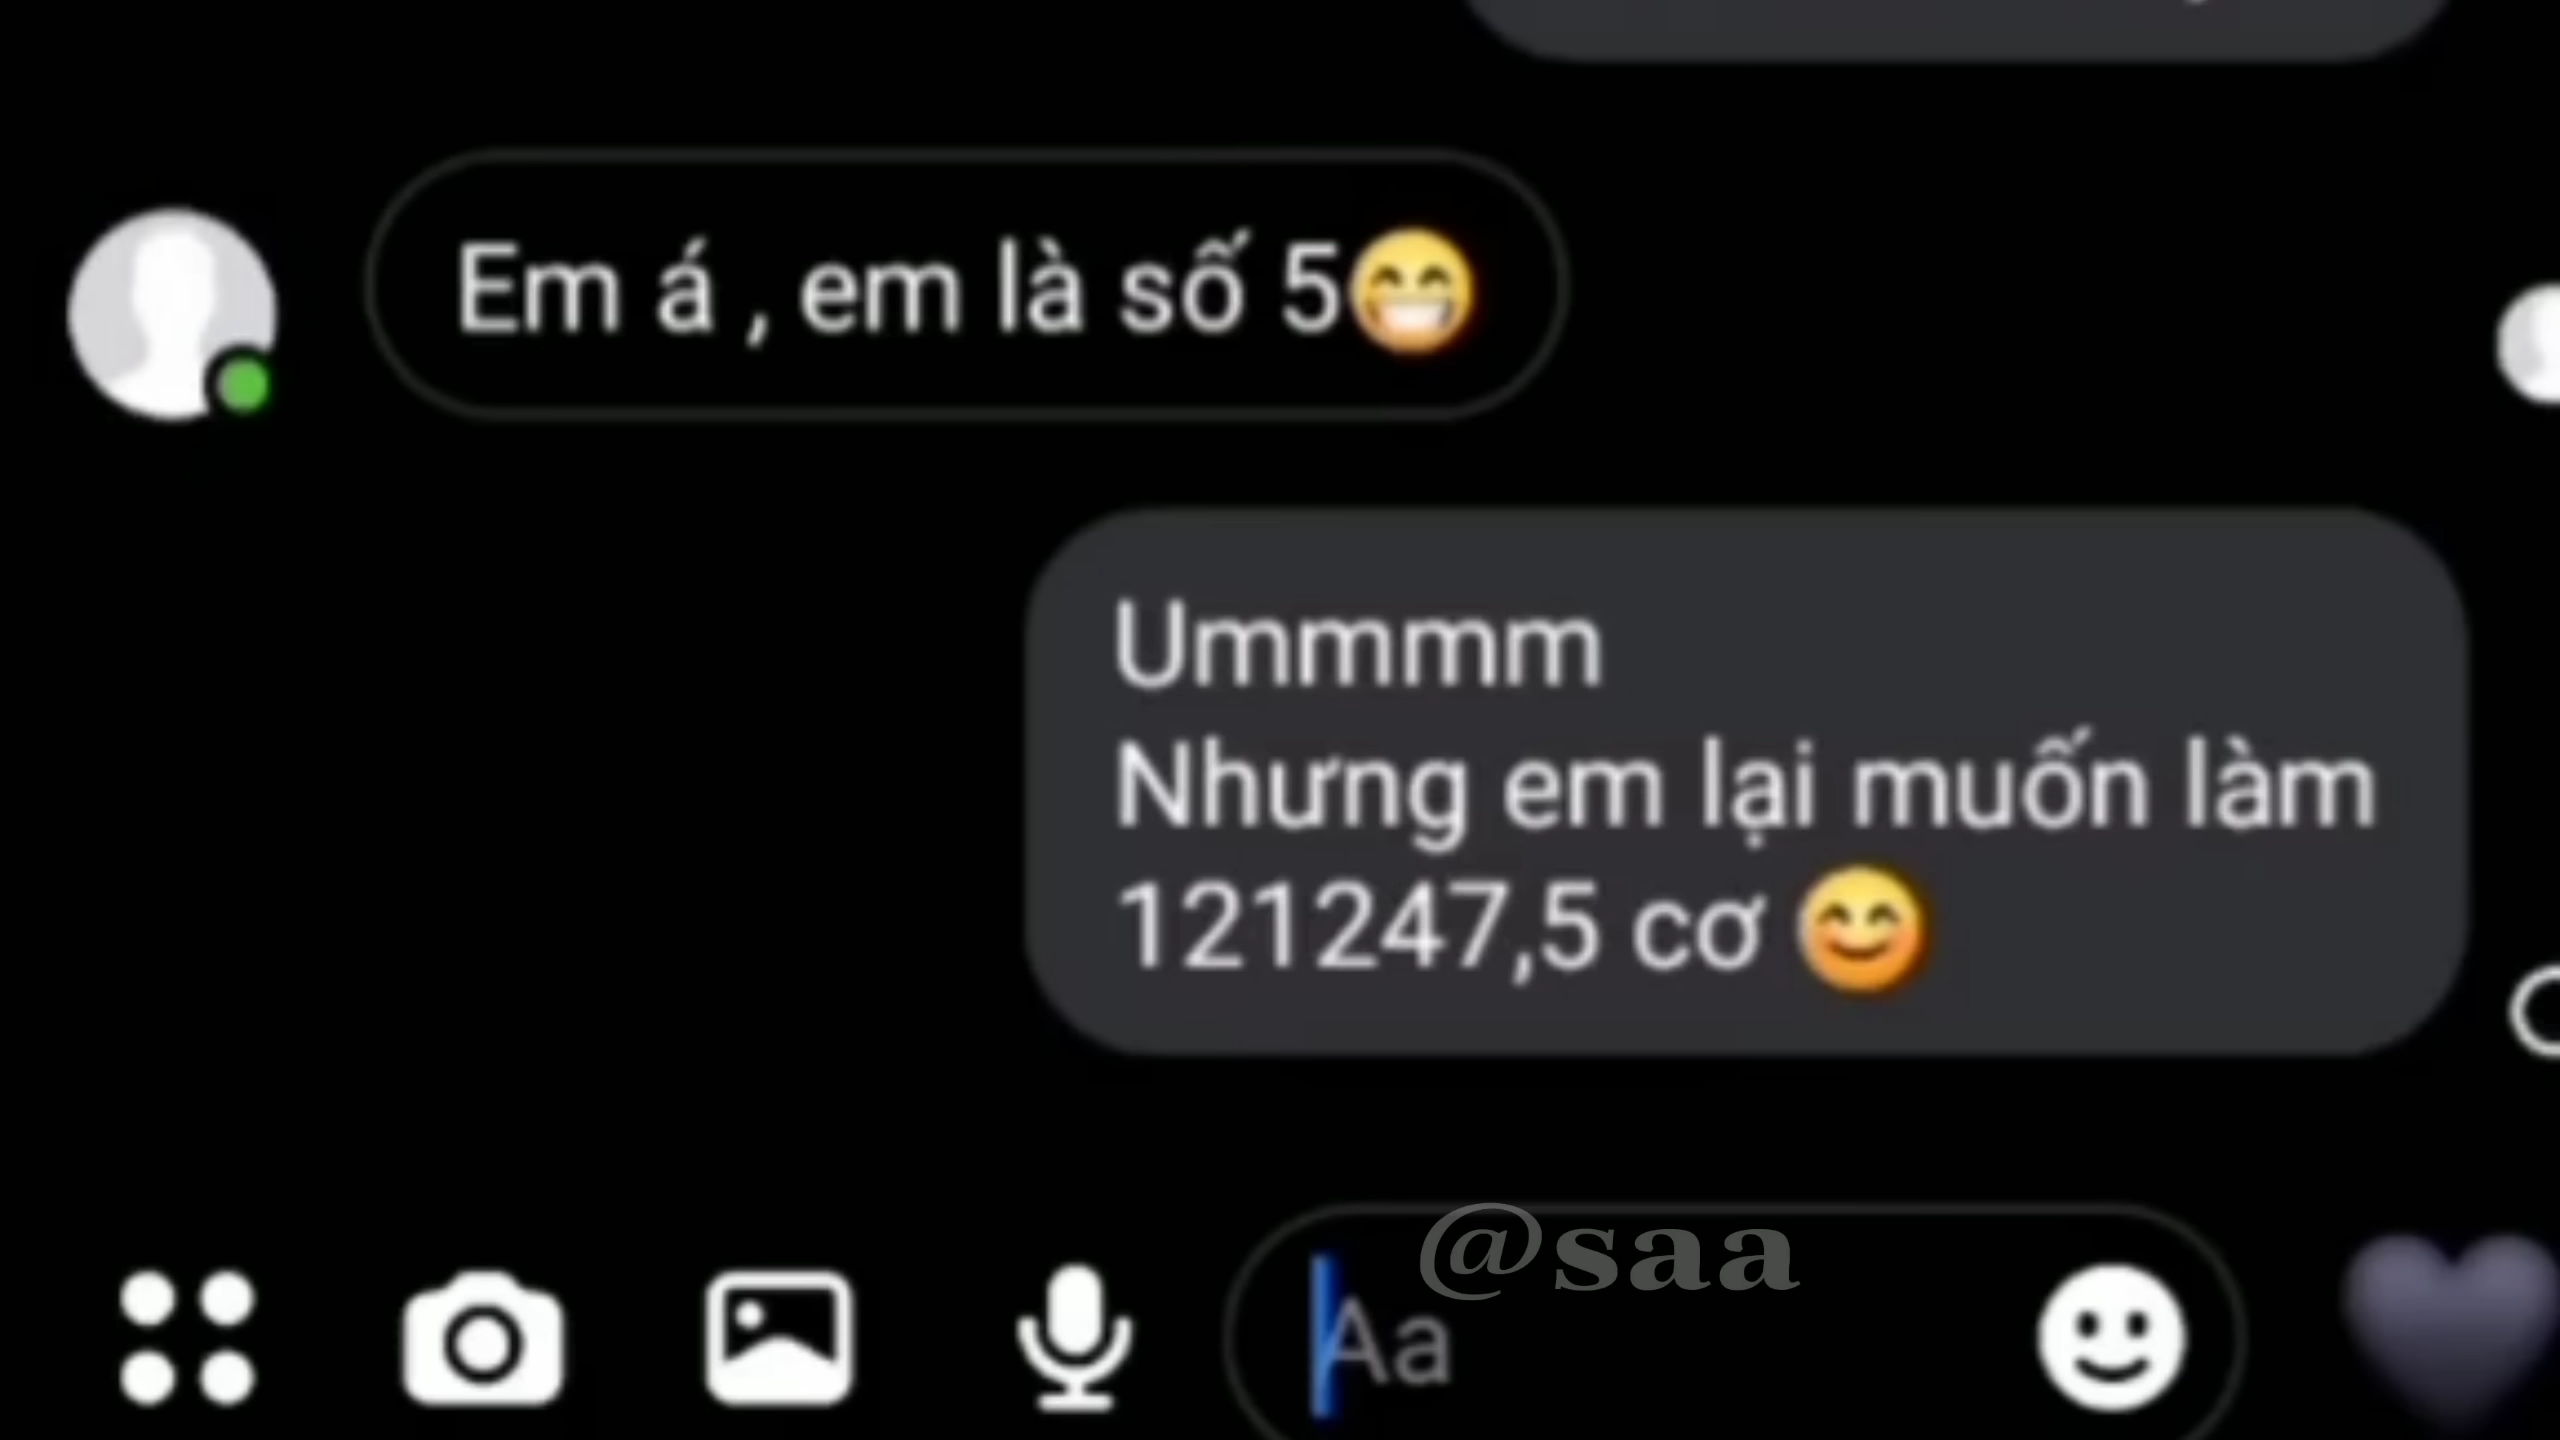 Em á , em là số 5😁
Ummmm
Nhưng em lại muốn làm
121247,5 cơ 😊
@saa
Aa